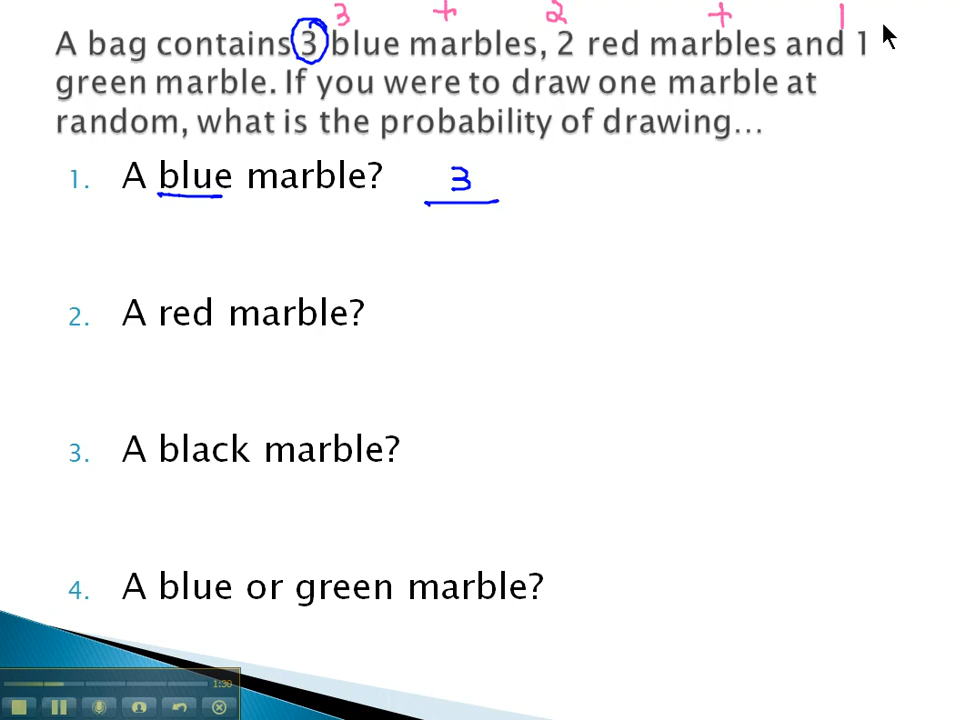 3 + 2 + 1
A bag contains 3 blue marbles, 2 red marbles and 1
green marble. If you were to draw one marble at
random, what is the probability of drawing...
1. A blue marble? 3
2. A red marble?
3. A black marble?
4. A blue or green marble?
1:30